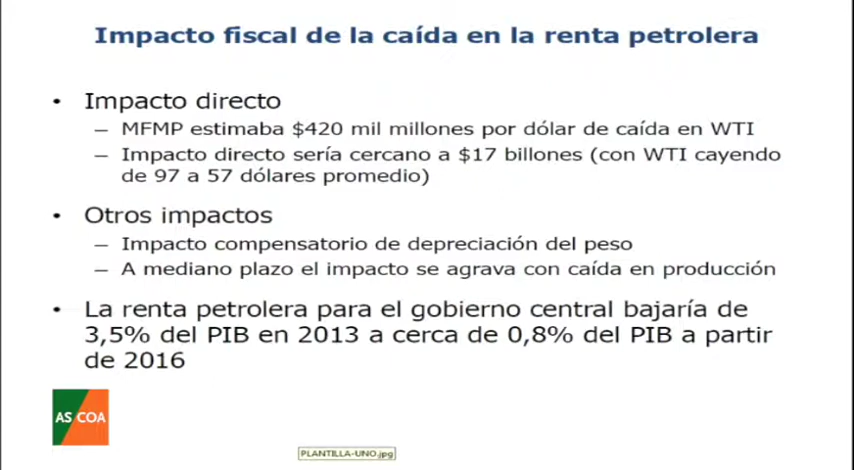 Impacto fiscal de la caída en la renta petrolera
• Impacto directo
– MFMP estimaba $420 mil millones por dólar de caída en WTI
– Impacto directo sería cercano a $17 billones (con WTI cayendo
de 97 a 57 dólares promedio)
• Otros impactos
– Impacto compensatorio de depreciación del peso
– A mediano plazo el impacto se agrava con caída en producción
• La renta petrolera para el gobierno central bajaría de
3,5% del PIB en 2013 a cerca de 0,8% del PIB a partir
de 2016
AS/COA
PLANTILLA-UNO.jpg